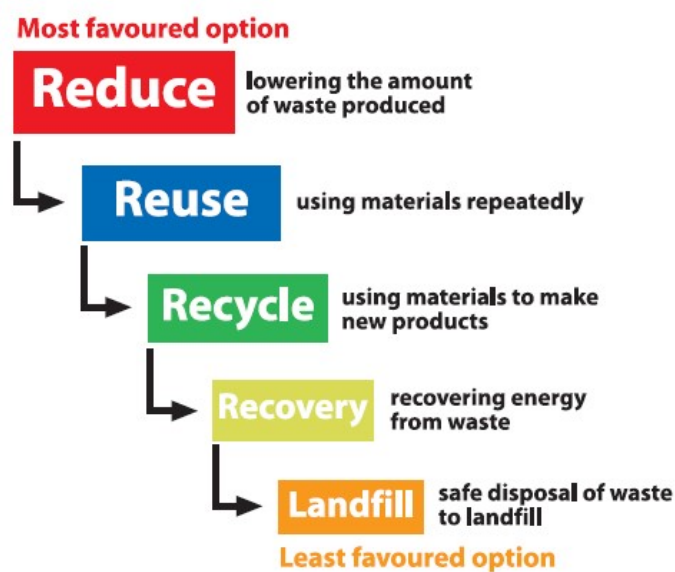 Most favoured option
Reduce
lowering the amount
of waste produced
Reuse
using materials repeatedly
Recycle
using materials to make
new products
Recovery
recovering energy
from waste
Landfill
safe disposal of waste
to landfill
Least favoured option